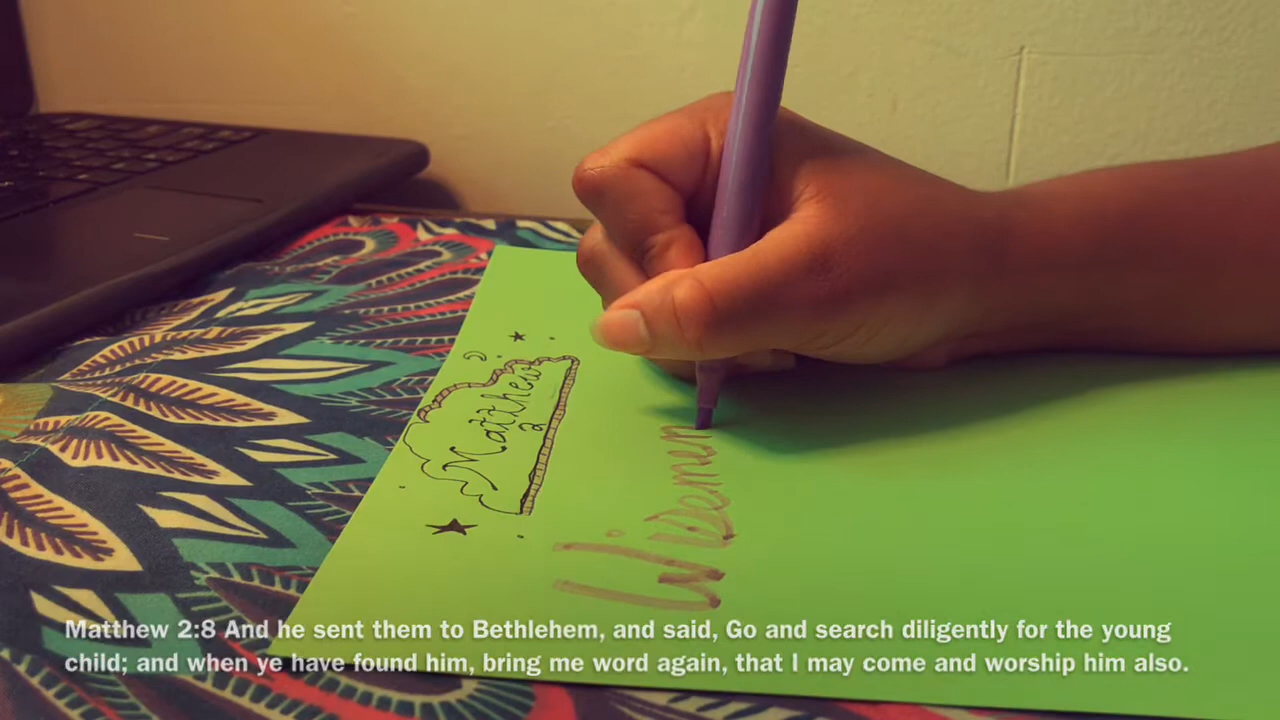 Matthew
2
Wisemen
Matthew 2:8 And he sent them to Bethlehem, and said, Go and search diligently for the young
child; and when ye have found him, bring me word again, that I may come and worship him also.